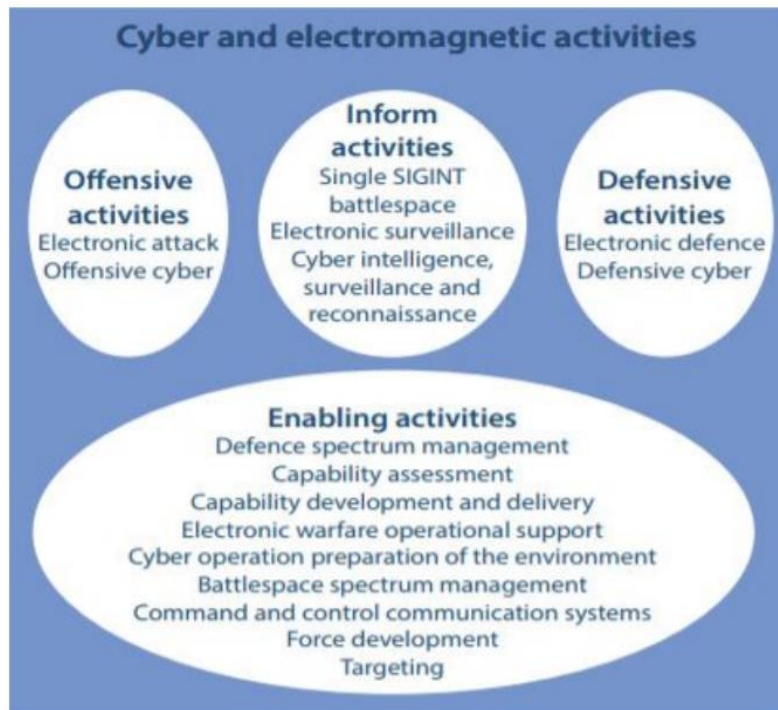 Cyber and electromagnetic activities
Offensive
activities
Electronic attack
Offensive cyber
Inform
activities
Single SIGINT
battlespace
Electronic surveillance
Cyber intelligence,
surveillance and
reconnaissance
Defensive
activities
Electronic defence
Defensive cyber
Enabling activities
Defence spectrum management
Capability assessment
Capability development and delivery
Electronic warfare operational support
Cyber operation preparation of the environment
Battlespace spectrum management
Command and control communication systems
Force development
Targeting